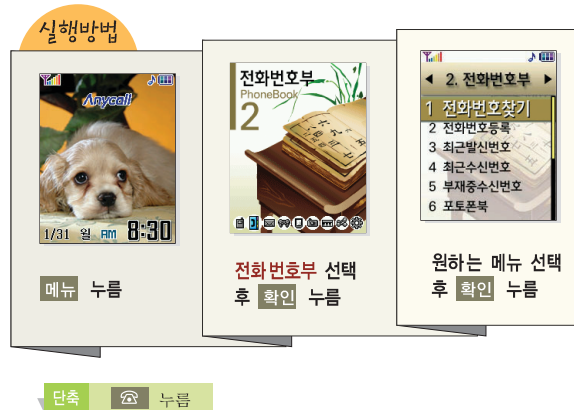 실행방법
Anycall
1/31 월 AM 8:30
메뉴 누름
전화번호부
PhoneBook
2
전화번호부 선택
후 확인 누름
2. 전화번호부
1 전화번호찾기
2 전화번호등록
3 최근발신번호
4 최근수신번호
5 부재중수신번호
6 포토폰북
원하는 메뉴 선택
후 확인 누름
단축 ☎ 누름